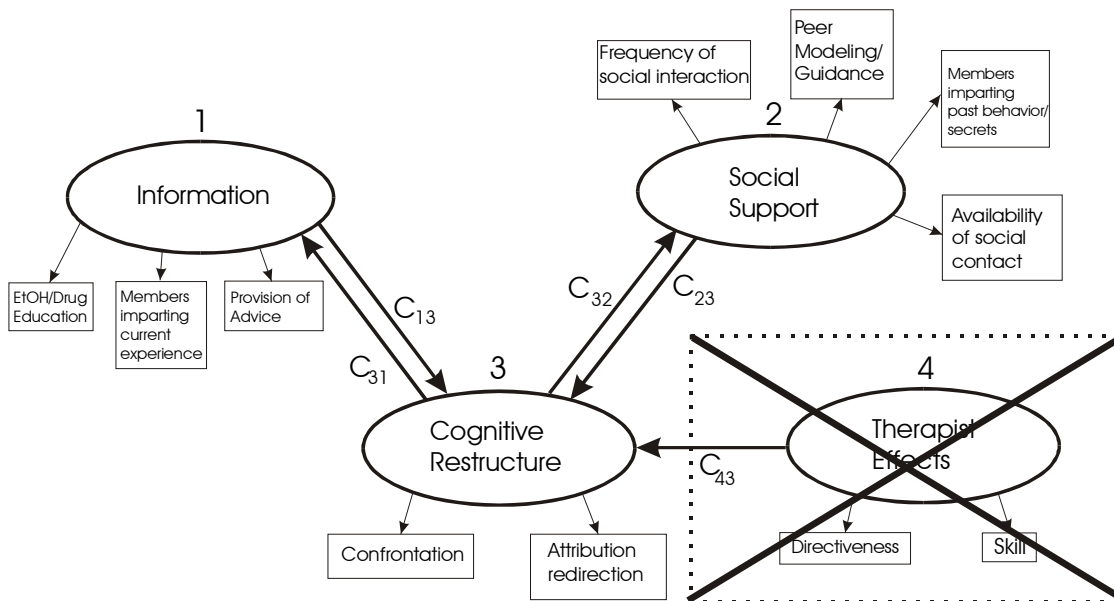 1
Information
EtOH/Drug
Education
Members
imparting
current
experience
Provision of
Advice
2
Social
Support
Frequency of
social interaction
Peer
Modeling/
Guidance
Members
imparting
past behavior/
secrets
Availability
of social
contact
C13
C31
C32
C23
3
Cognitive
Restructure
Confrontation
Attribution
redirection
C43
4
Therapist
Effects
Directiveness
Skill